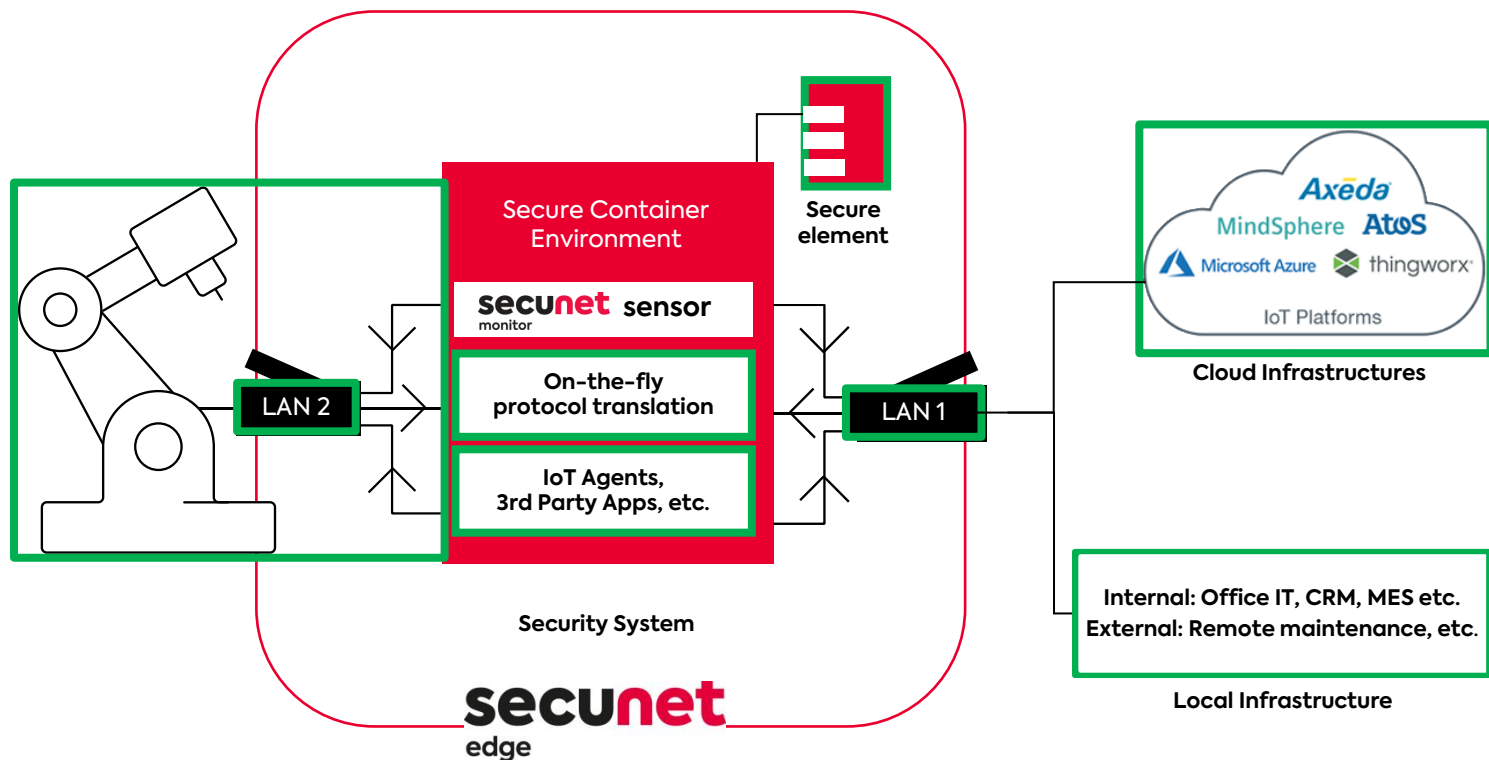 Secure Container
Environment
secunet sensor
monitor
On-the-fly
protocol translation
IoT Agents,
3rd Party Apps, etc.
Secure
element
LAN 2
LAN 1
Security System
secunet
edge
Axēda
MindSphere Atos
Microsoft Azure thingworx
IoT Platforms
Cloud Infrastructures
Internal: Office IT, CRM, MES etc.
External: Remote maintenance, etc.
Local Infrastructure